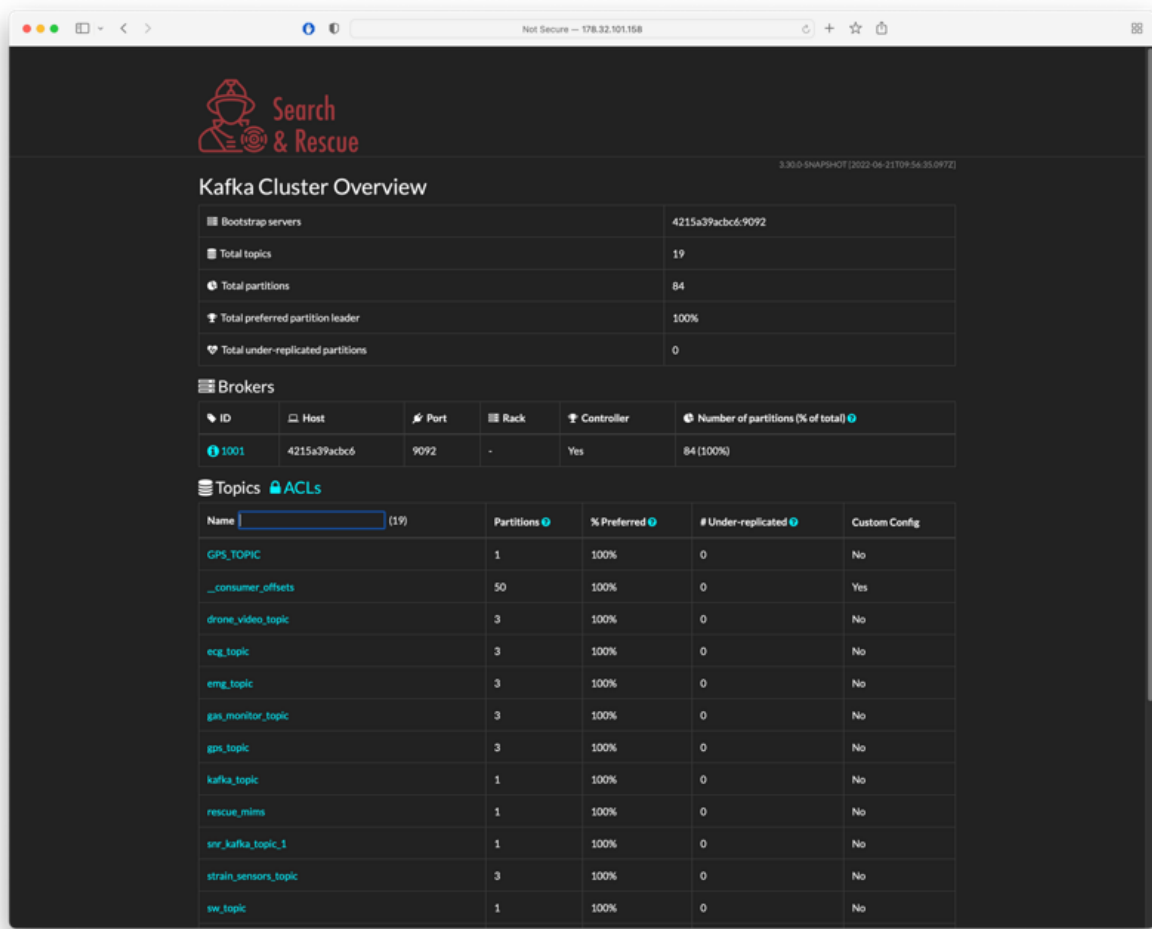 Not Secure — 178.32.101.158
Search
& Rescue
3.30.0-SNAPSHOT [2022-06-21T09:56:35.097Z]
Kafka Cluster Overview
Bootstrap servers 4215a39acbc6:9092
Total topics 19
Total partitions 84
Total preferred partition leader 100%
Total under-replicated partitions 0
Brokers
ID Host Port Rack Controller Number of partitions (% of total)
1001 4215a39acbc6 9092 - Yes 84 (100%)
Topics ACLs
Name (19) Partitions % Preferred # Under-replicated Custom Config
GPS_TOPIC 1 100% 0 No
__consumer_offsets 50 100% 0 Yes
drone_video_topic 3 100% 0 No
ecg_topic 3 100% 0 No
emg_topic 3 100% 0 No
gas_monitor_topic 3 100% 0 No
gps_topic 3 100% 0 No
kafka_topic 1 100% 0 No
rescue_mims 1 100% 0 No
snr_kafka_topic_1 1 100% 0 No
strain_sensors_topic 3 100% 0 No
sw_topic 1 100% 0 No